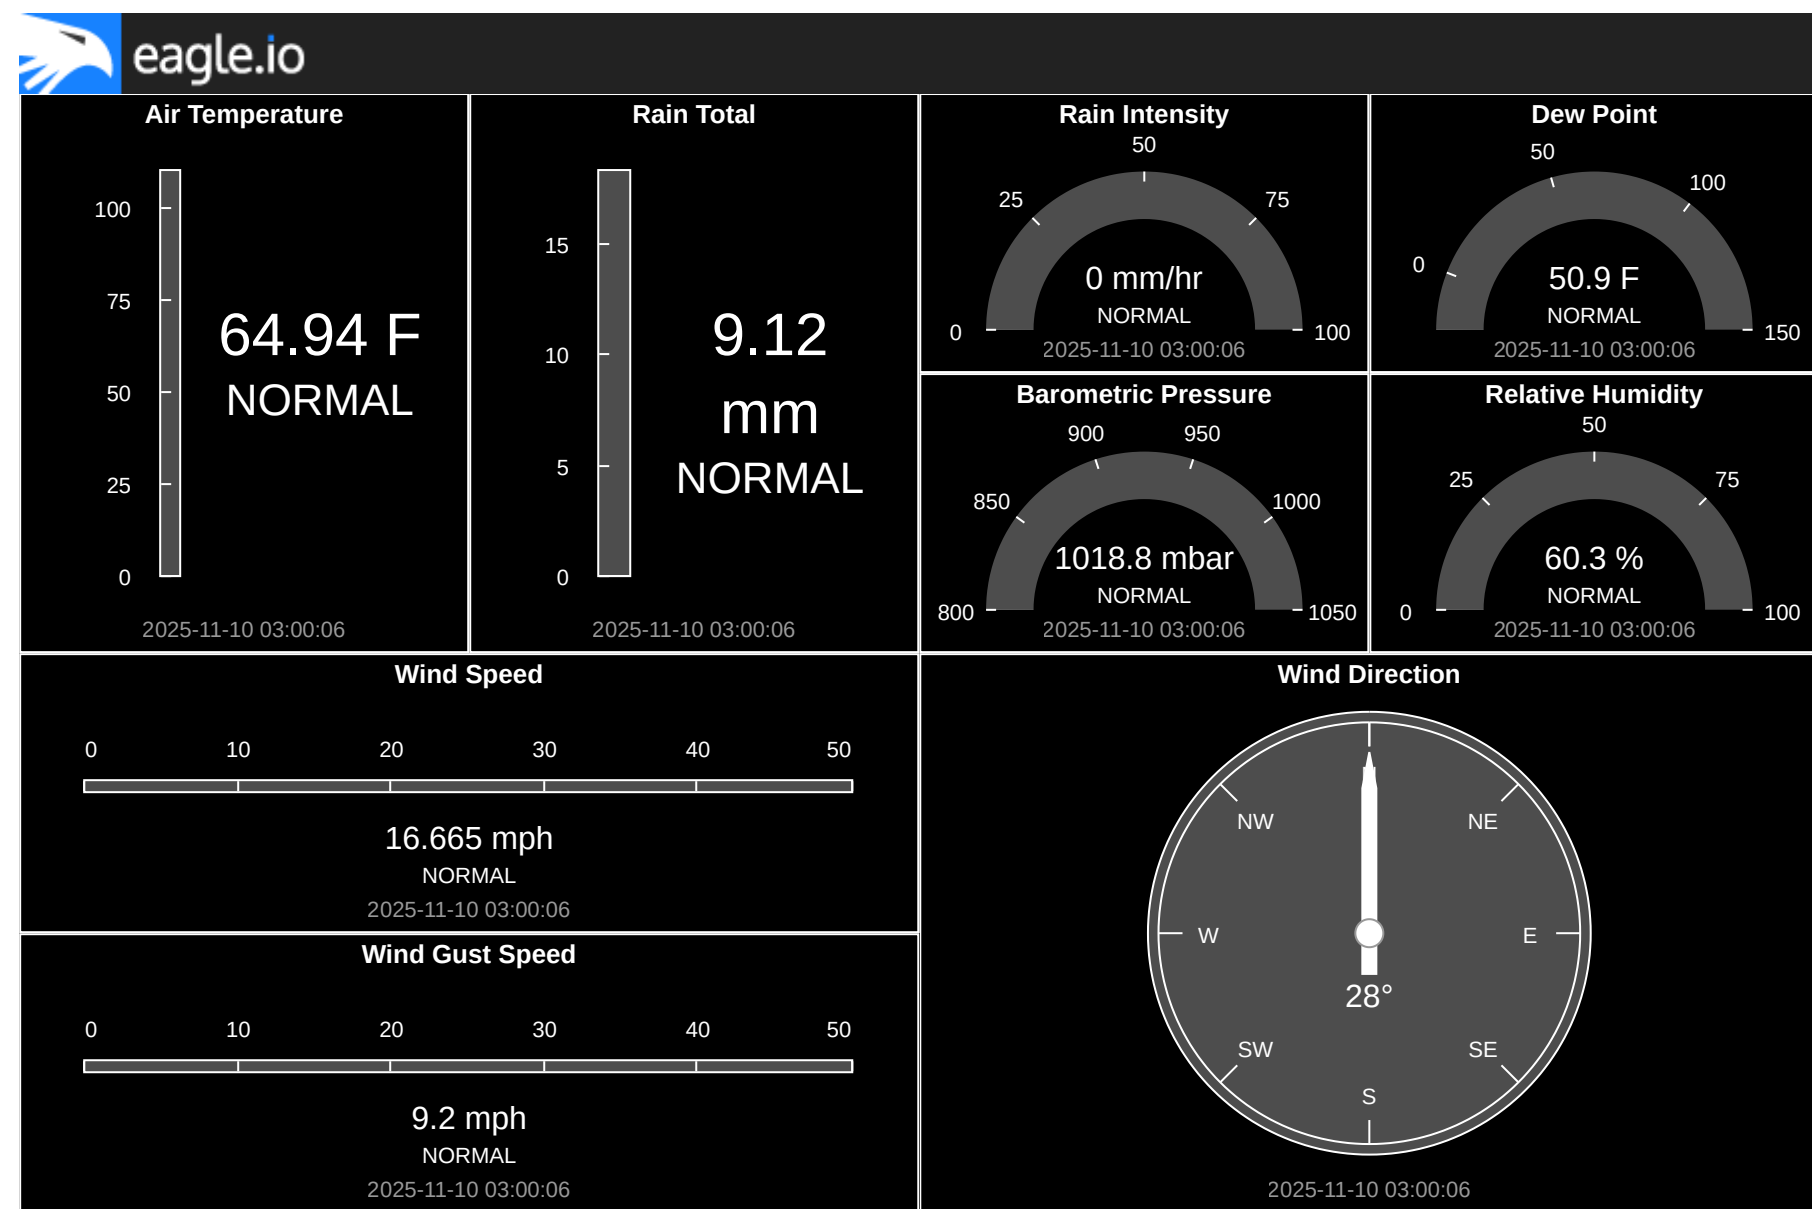 eagle.io
Air Temperature
100
75
50
25
0
64.94 F
NORMAL
2025-11-10 03:00:06
Rain Total
15
10
5
0
9.12
mm
NORMAL
2025-11-10 03:00:06
Rain Intensity
0
25
50
75
100
0 mm/hr
NORMAL
2025-11-10 03:00:06
Dew Point
0
50
100
150
50.9 F
NORMAL
2025-11-10 03:00:06
Barometric Pressure
800
850
900
950
1000
1050
1018.8 mbar
NORMAL
2025-11-10 03:00:06
Relative Humidity
0
25
50
75
100
60.3 %
NORMAL
2025-11-10 03:00:06
Wind Speed
0 10 20 30 40 50
16.665 mph
NORMAL
2025-11-10 03:00:06
Wind Gust Speed
0 10 20 30 40 50
9.2 mph
NORMAL
2025-11-10 03:00:06
Wind Direction
NW NE
W E
28°
SW SE
S
2025-11-10 03:00:06